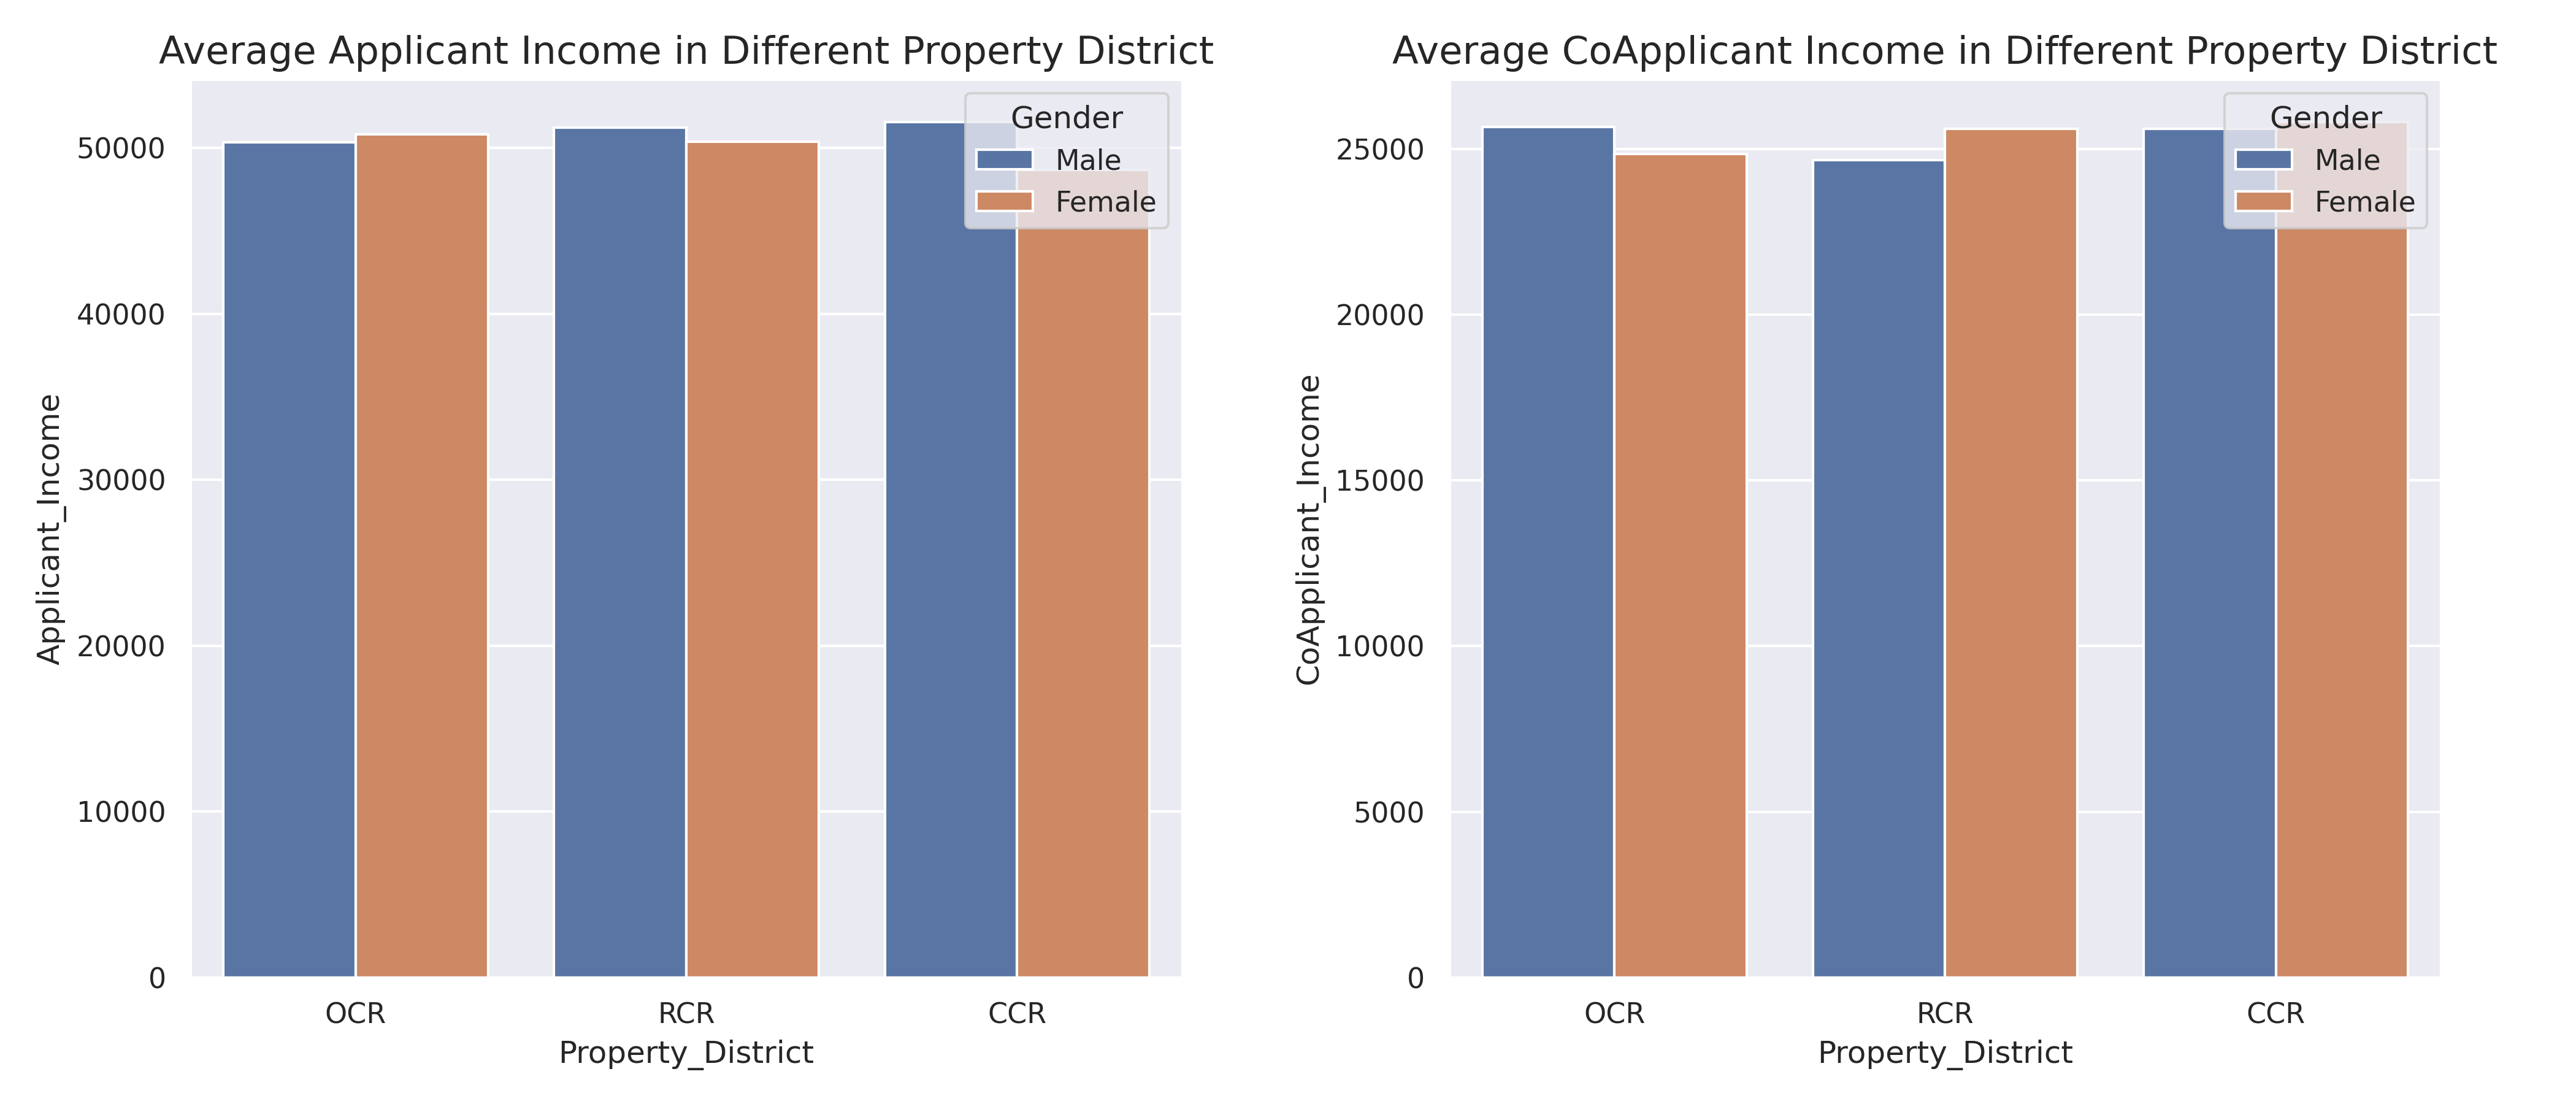 Average Applicant Income in Different Property District
Gender
Male
Female
50000
40000
30000
20000
10000
0
Applicant_Income
OCR
RCR
CCR
Property_District
Average CoApplicant Income in Different Property District
Gender
Male
Female
25000
20000
15000
10000
5000
0
CoApplicant_Income
OCR
RCR
CCR
Property_District